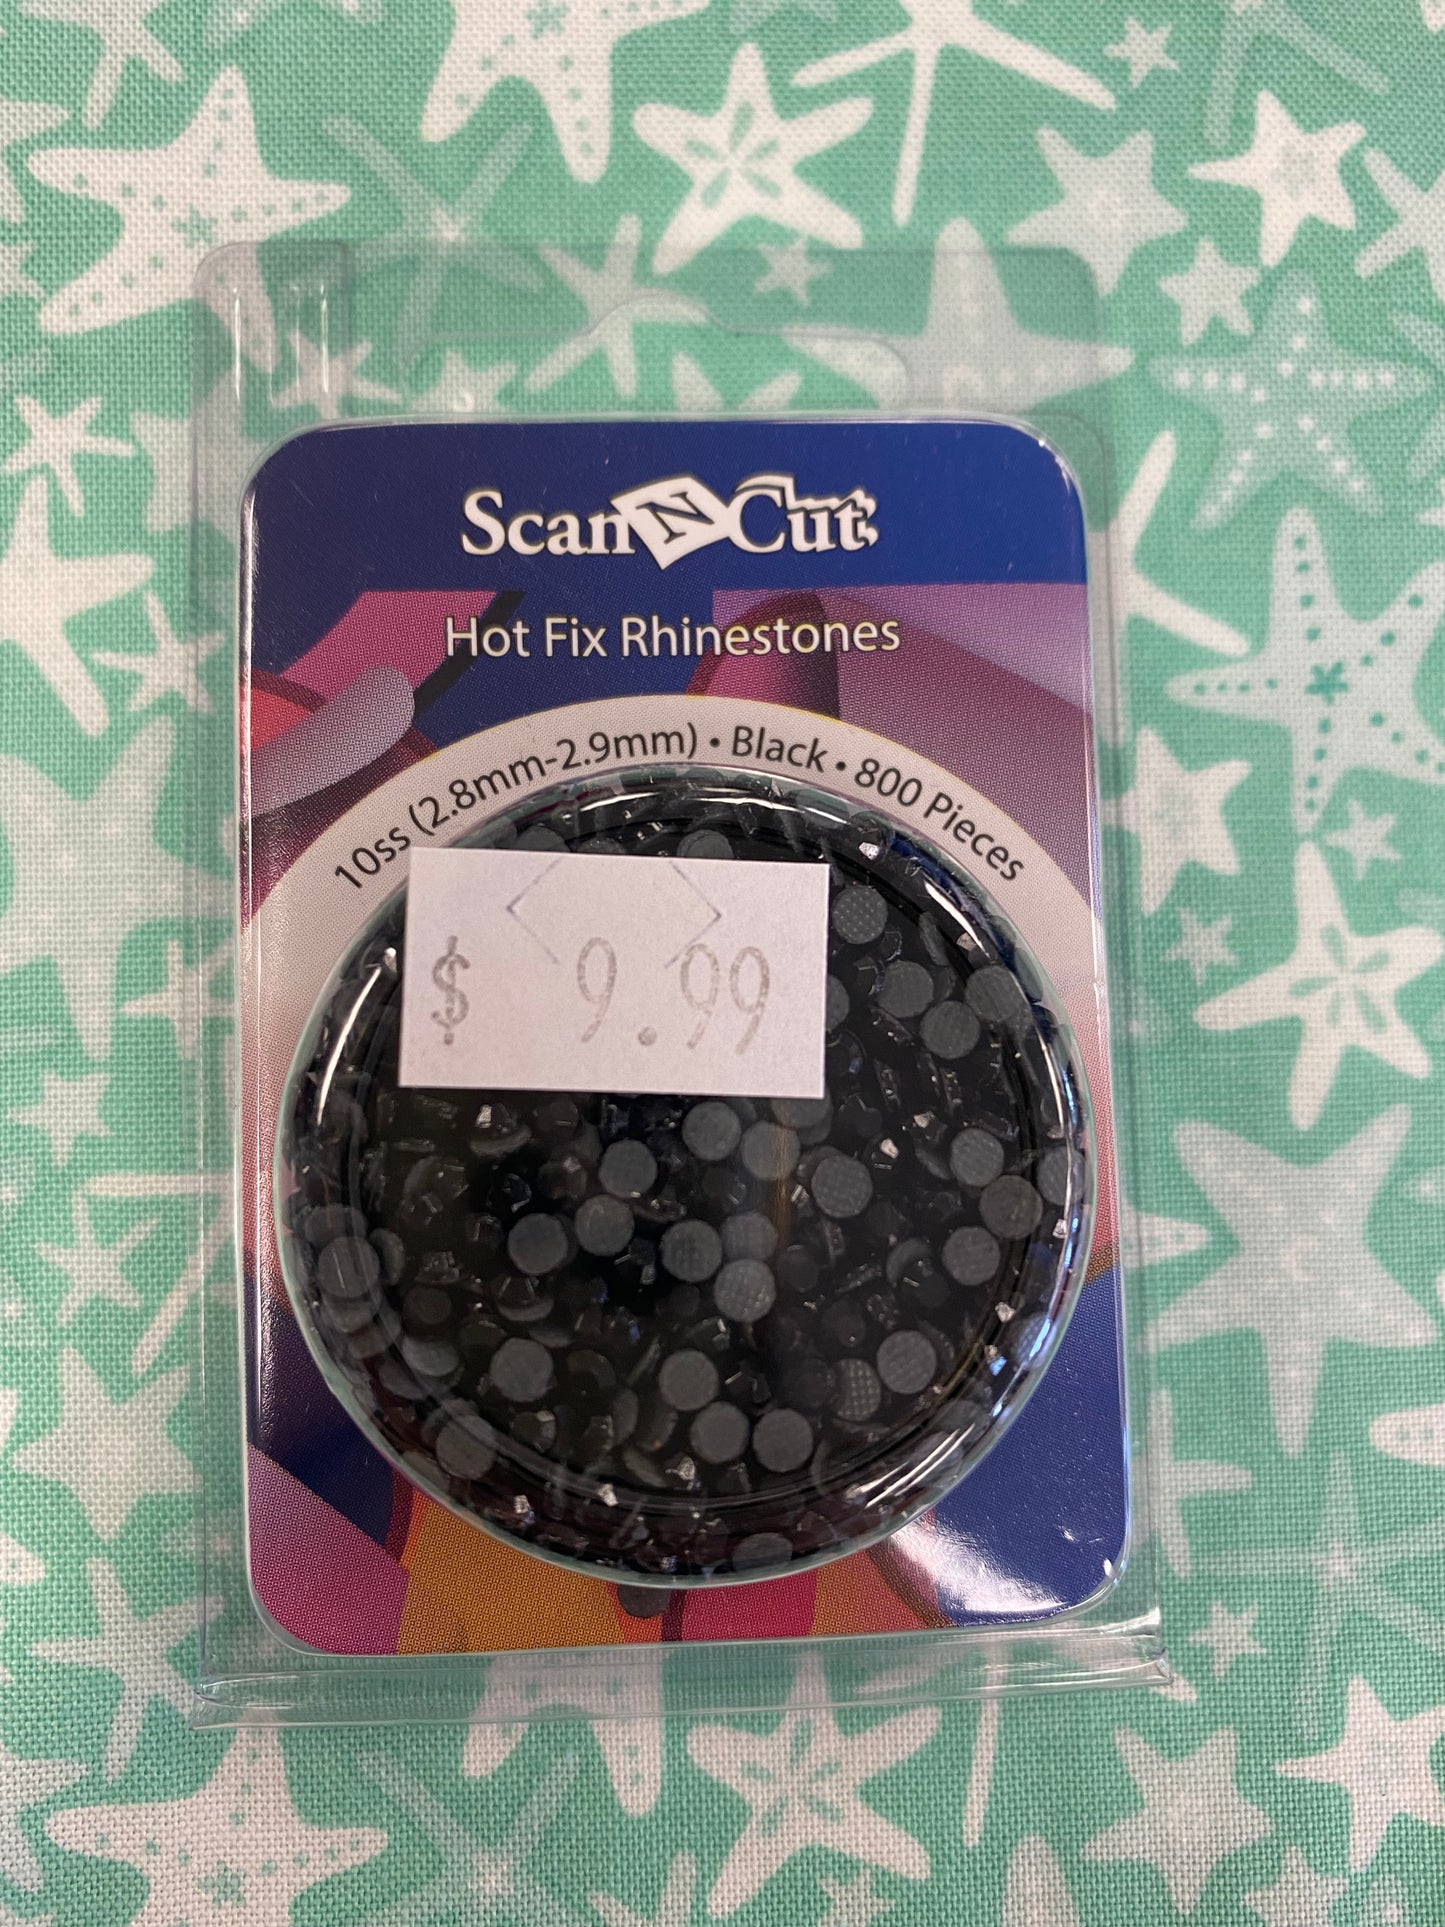 ScanNCut
Hot Fix Rhinestones
10ss (2.8mm-2.9mm) • Black • 800 Pieces
$ 9.99